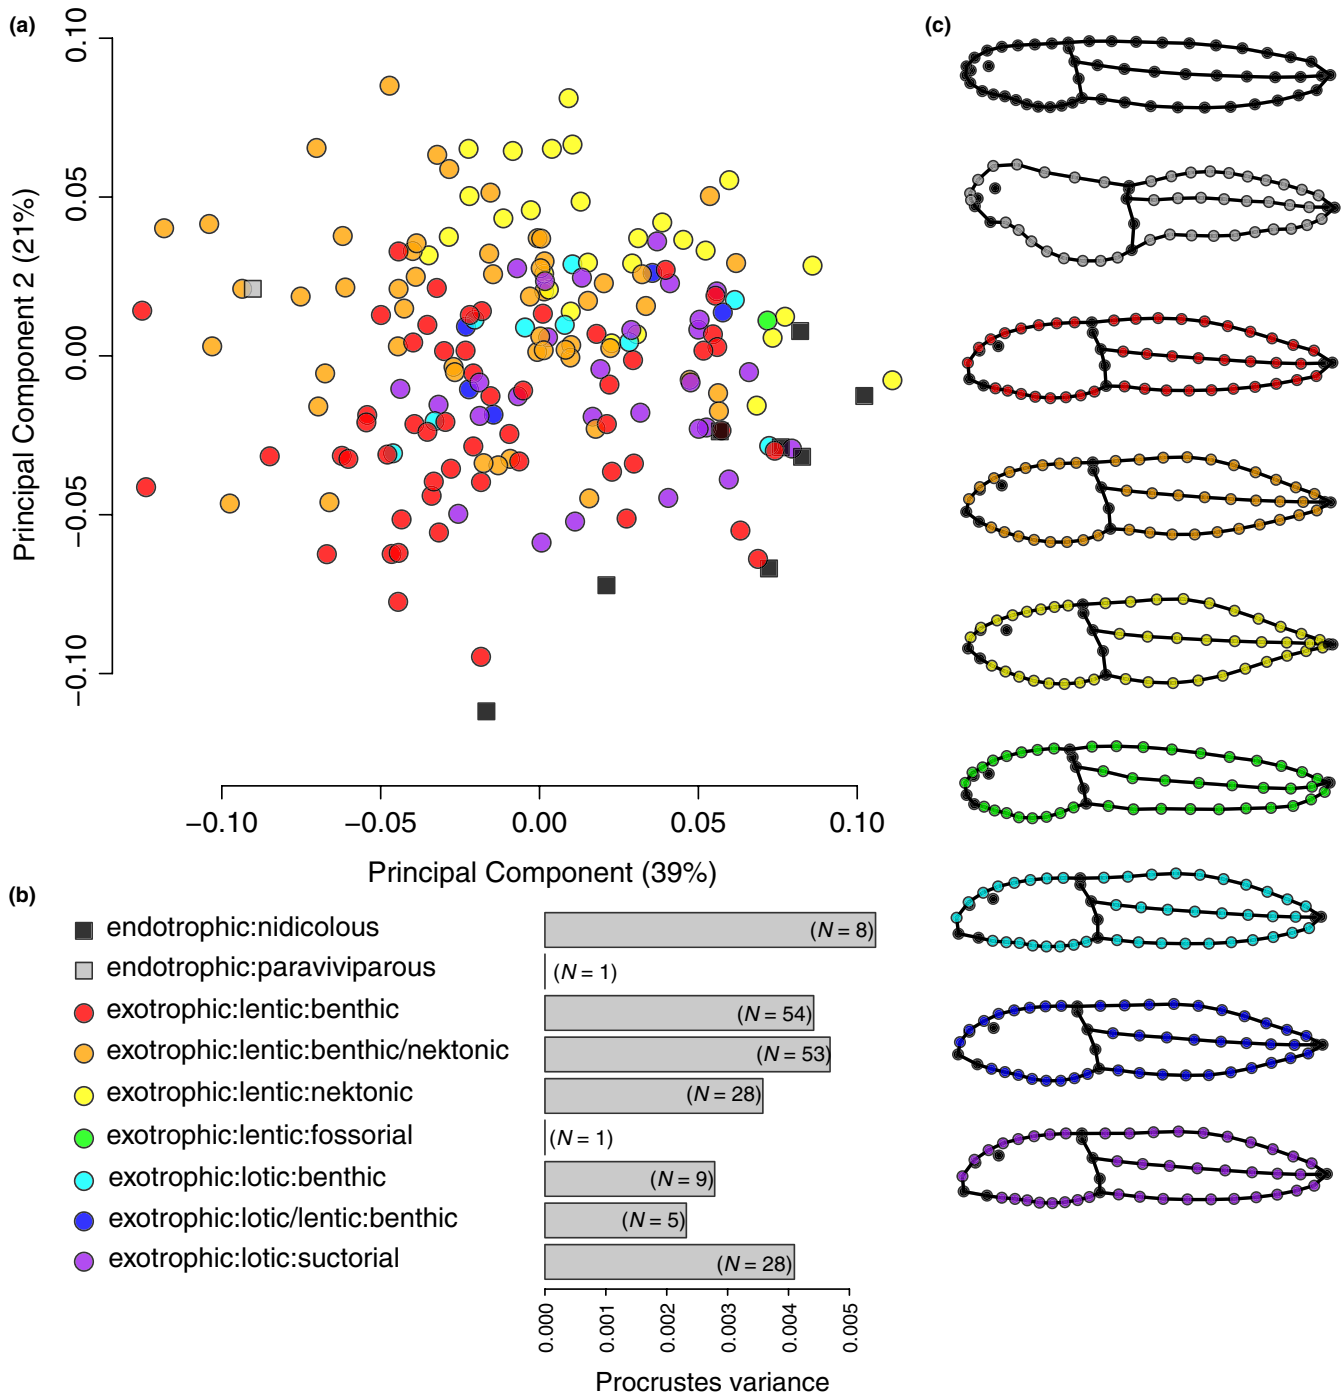 (a)
(c)
0.10
0.05
0.00
−0.05
−0.10
Principal Component 2 (21%)
−0.10
−0.05
0.00
0.05
0.10
Principal Component (39%)
(b)
endotrophic:nidicolous
(N = 8)
endotrophic:paraviviparous
(N = 1)
exotrophic:lentic:benthic
(N = 54)
exotrophic:lentic:benthic/nektonic
(N = 53)
exotrophic:lentic:nektonic
(N = 28)
exotrophic:lentic:fossorial
(N = 1)
exotrophic:lotic:benthic
(N = 9)
exotrophic:lotic/lentic:benthic
(N = 5)
exotrophic:lotic:suctorial
(N = 28)
0.000
0.001
0.002
0.003
0.004
0.005
Procrustes variance